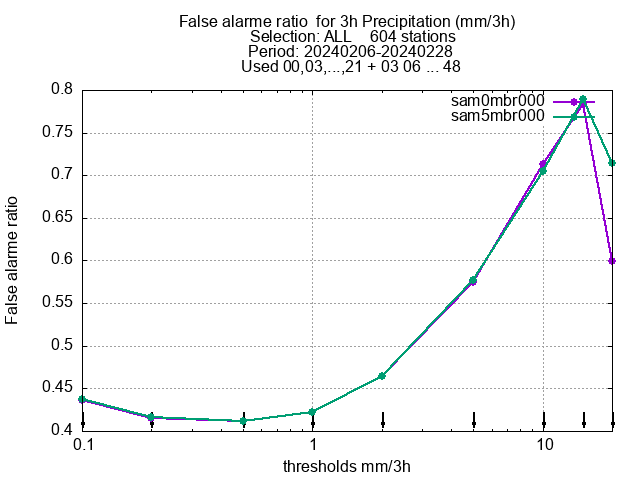 False alarme ratio  for 3h Precipitation (mm/3h)
Selection: ALL    604 stations
Period: 20240206-20240228
Used 00,03,...,21 + 03 06 ... 48
sam0mbr000
sam5mbr000
0.8
0.75
0.7
0.65
0.6
0.55
0.5
0.45
0.4
False alarme ratio
0.1 1 10
thresholds mm/3h